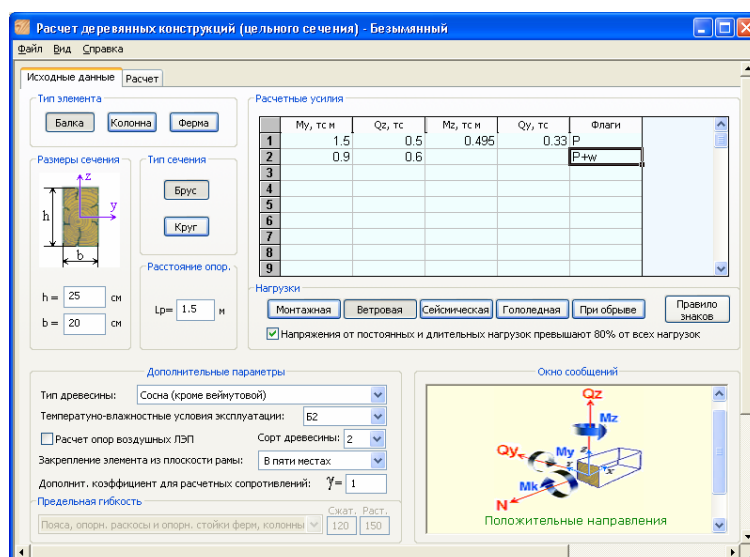 Расчет деревянных конструкций (цельного сечения) - Безымянный
Файл Вид Справка
Исходные данные Расчет
Тип элемента
Балка Колонна Ферма
Размеры сечения
z
y
h
b
h = 25 см
b = 20 см
Тип сечения
Брус
Круг
Расстояние опор.
Lр= 1.5 м
Расчетные усилия
My, тс м Qz, тс Mz, тс м Qy, тс Флаги
1 1.5 0.5 0.495 0.33 P
2 0.9 0.6 P+w
3
4
5
6
7
8
9
Нагрузки
Монтажная Ветровая Сейсмическая Гололедная При обрыве Правило знаков
Напряжения от постоянных и длительных нагрузок превышают 80% от всех нагрузок
Дополнительные параметры
Тип древесины: Сосна (кроме веймутовой)
Температуно-влажностные условия эксплуатации: Б2
Расчет опор воздушных ЛЭП Сорт древесины: 2
Закрепление элемента из плоскости рамы: В пяти местах
Дополнит. коэффициент для расчетных сопротивлений: γ= 1
Предельная гибкость
Сжат. Раст.
Пояса, опорн. раскосы и опорн. стойки ферм, колонны 120 150
Окно сообщений
Qz
Mz
Qy
My
z
x
Mk
N
Положительные направления